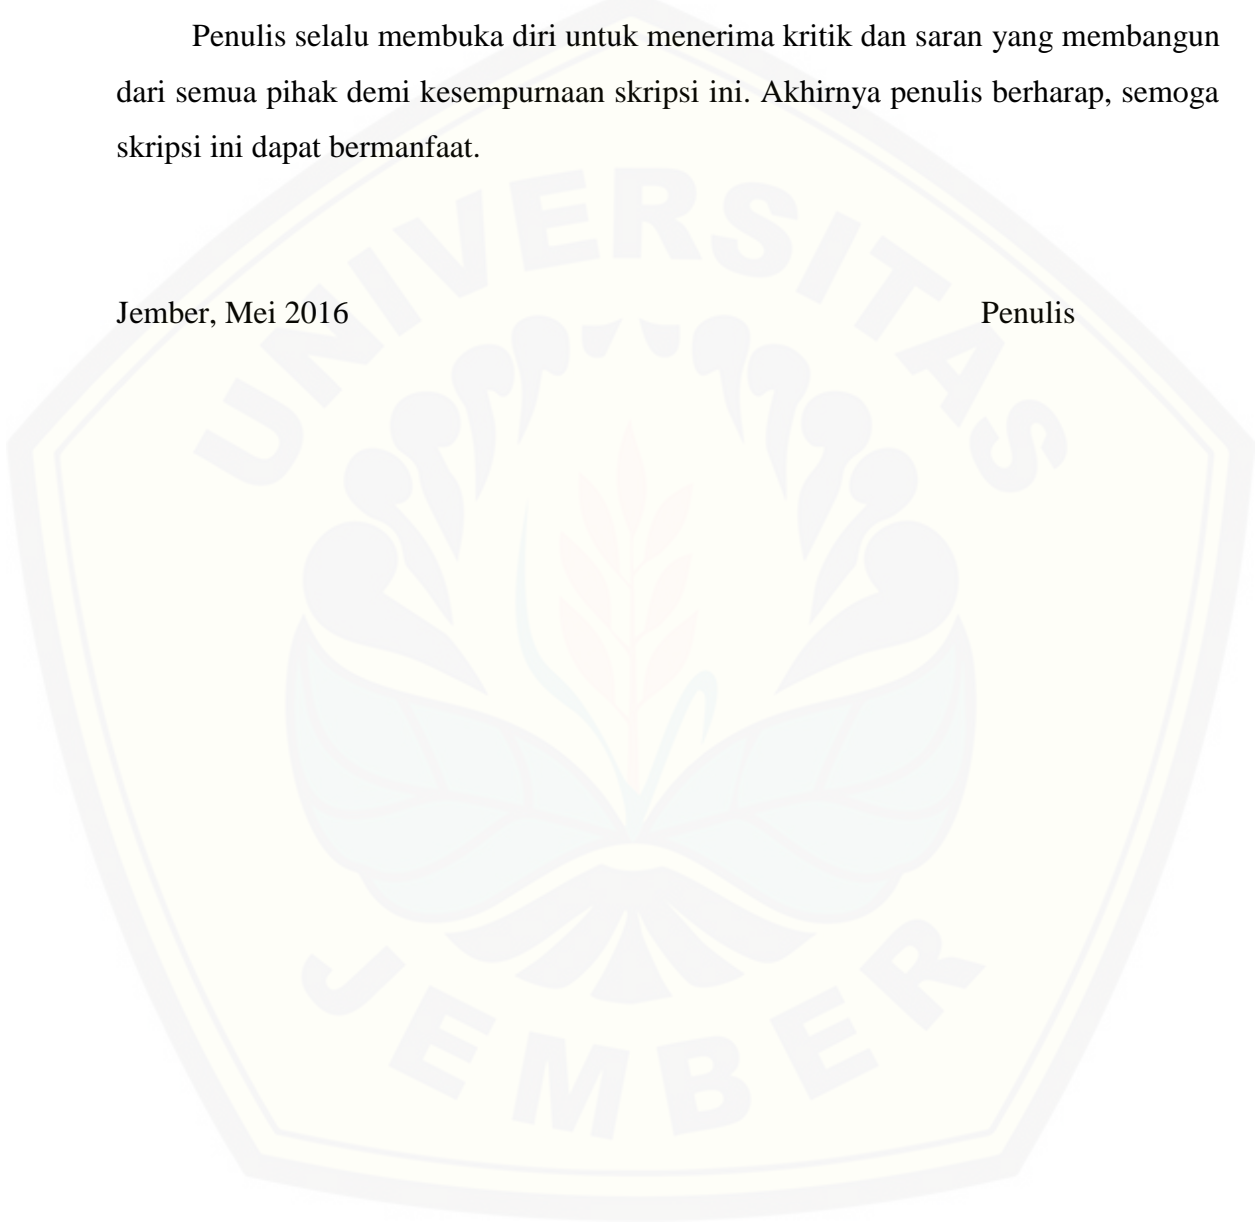 Penulis selalu membuka diri untuk menerima kritik dan saran yang membangun
dari semua pihak demi kesempurnaan skripsi ini. Akhirnya penulis berharap, semoga
skripsi ini dapat bermanfaat.
Jember, Mei 2016 Penulis
UNIVERSITAS
JEMBER